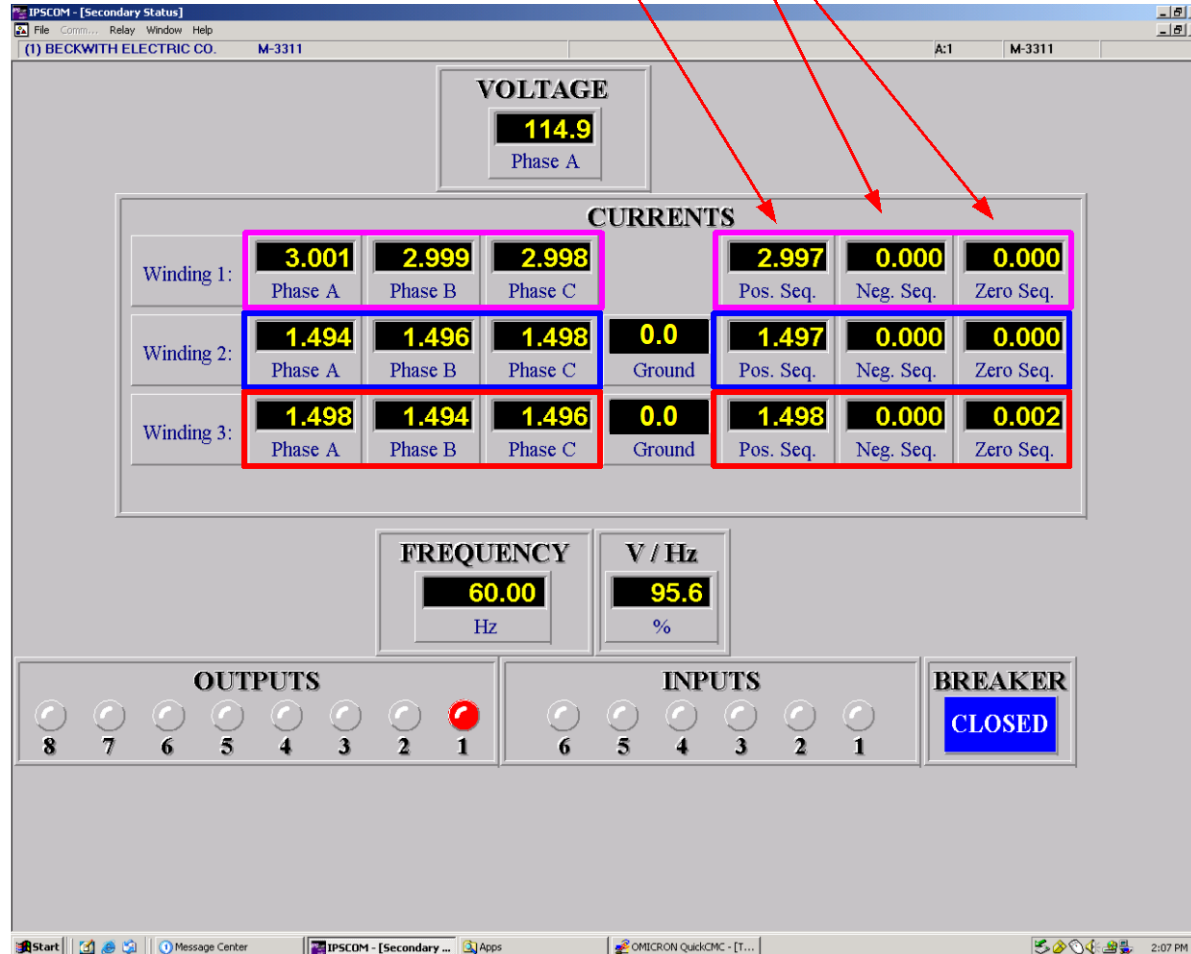 IPSCOM - [Secondary Status]
File Comm... Relay Window Help
(1) BECKWITH ELECTRIC CO. M-3311 A:1 M-3311
VOLTAGE
114.9
Phase A
CURRENTS
Winding 1: 3.001 2.999 2.998 2.997 0.000 0.000
Phase A Phase B Phase C Pos. Seq. Neg. Seq. Zero Seq.
Winding 2: 1.494 1.496 1.498 0.0 1.497 0.000 0.000
Phase A Phase B Phase C Ground Pos. Seq. Neg. Seq. Zero Seq.
Winding 3: 1.498 1.494 1.496 0.0 1.498 0.000 0.002
Phase A Phase B Phase C Ground Pos. Seq. Neg. Seq. Zero Seq.
FREQUENCY V / Hz
60.00 95.6
Hz %
OUTPUTS INPUTS BREAKER
CLOSED
8 7 6 5 4 3 2 1 6 5 4 3 2 1
Start Message Center IPSCOM - [Secondary ... Apps OMICRON QuickCMC - [T... 2:07 PM